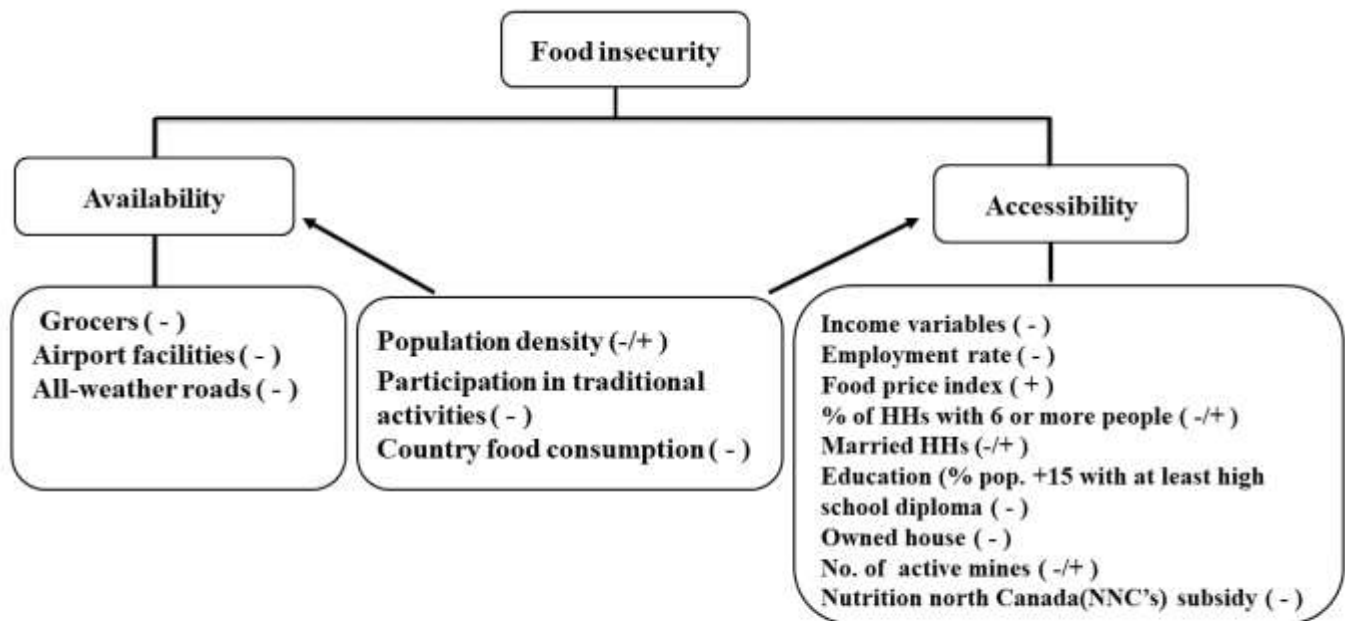 Food insecurity
Availability
Accessibility
Grocers ( - )
Airport facilities ( - )
All-weather roads ( - )
Population density (-/+ )
Participation in traditional
activities ( - )
Country food consumption ( - )
Income variables ( - )
Employment rate ( - )
Food price index ( + )
% of HHs with 6 or more people ( -/+ )
Married HHs (-/+ )
Education (% pop. +15 with at least high
school diploma ( - )
Owned house ( - )
No. of active mines ( -/+ )
Nutrition north Canada(NNC's) subsidy ( - )